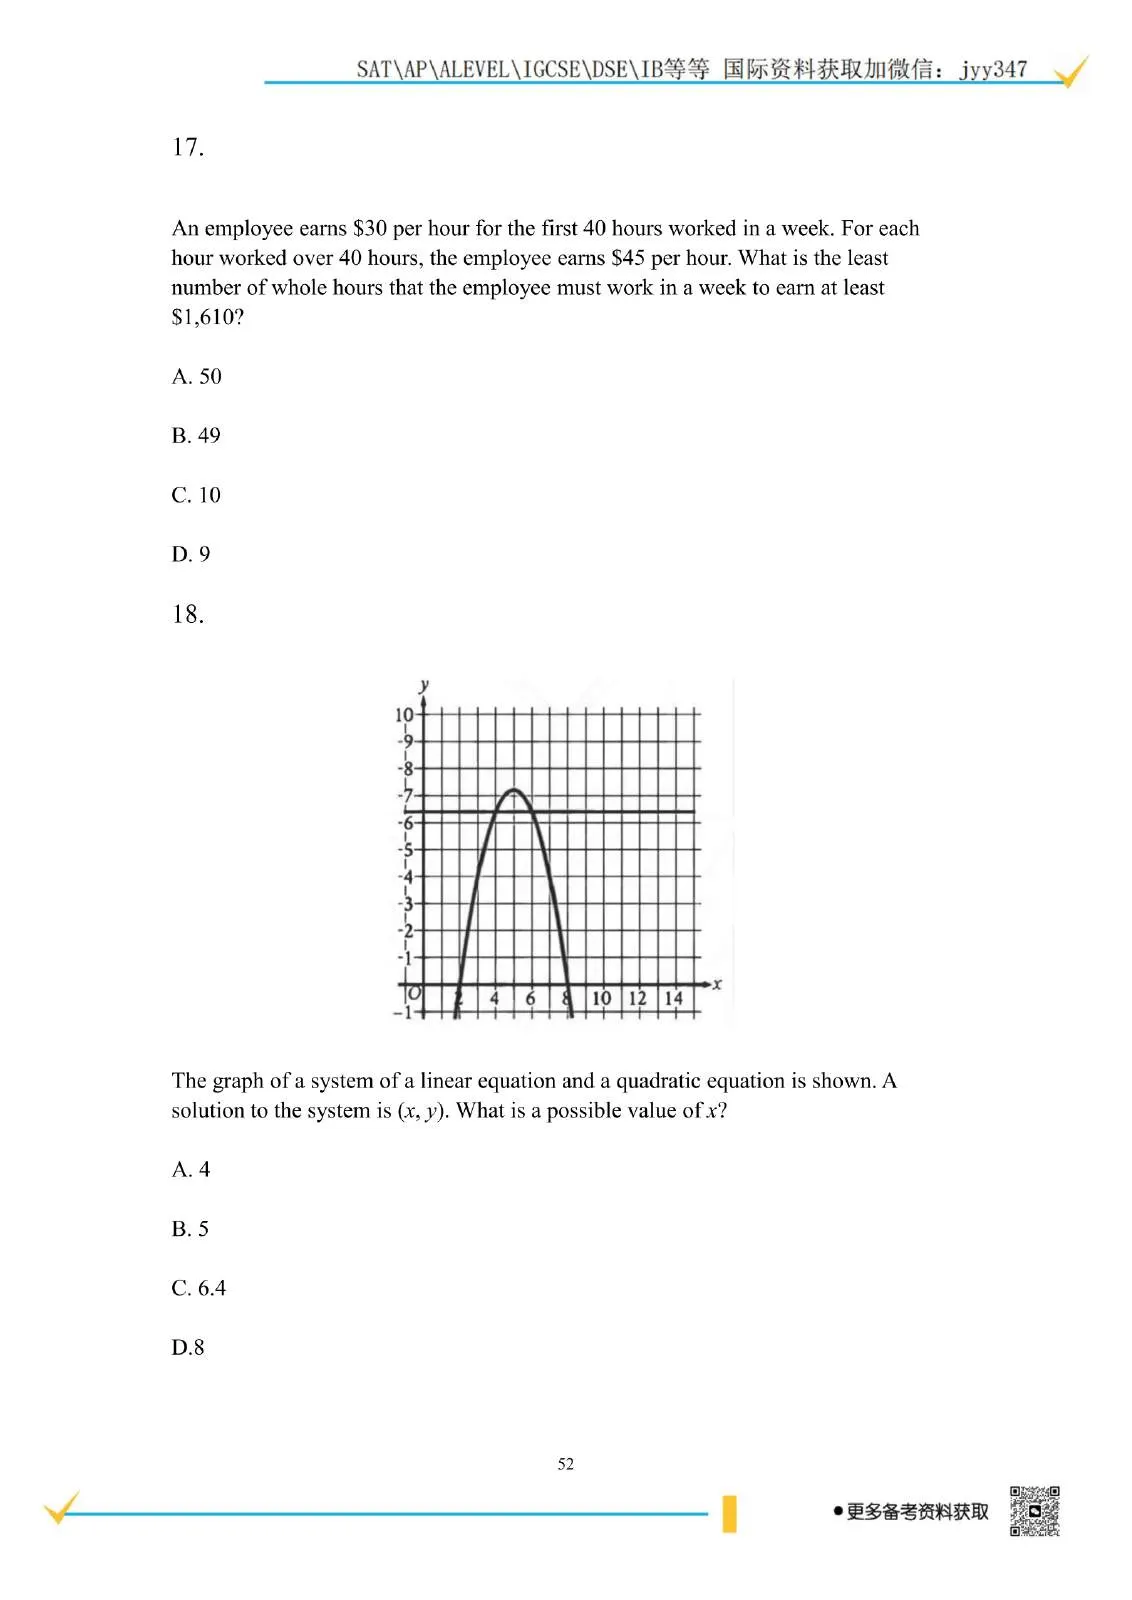 SAT\AP\ALEVEL\IGCSE\DSE\IB等等 国际资料获取加微信：jyy347
17.
An employee earns $30 per hour for the first 40 hours worked in a week. For each
hour worked over 40 hours, the employee earns $45 per hour. What is the least
number of whole hours that the employee must work in a week to earn at least
$1,610?
A. 50
B. 49
C. 10
D. 9
18.
y
10
-9
-8
-7
-6
-5
-4
-3
-2
-1
O 2 4 6 8 10 12 14 x
-1
The graph of a system of a linear equation and a quadratic equation is shown. A
solution to the system is (x, y). What is a possible value of x?
A. 4
B. 5
C. 6.4
D.8
52
●更多备考资料获取